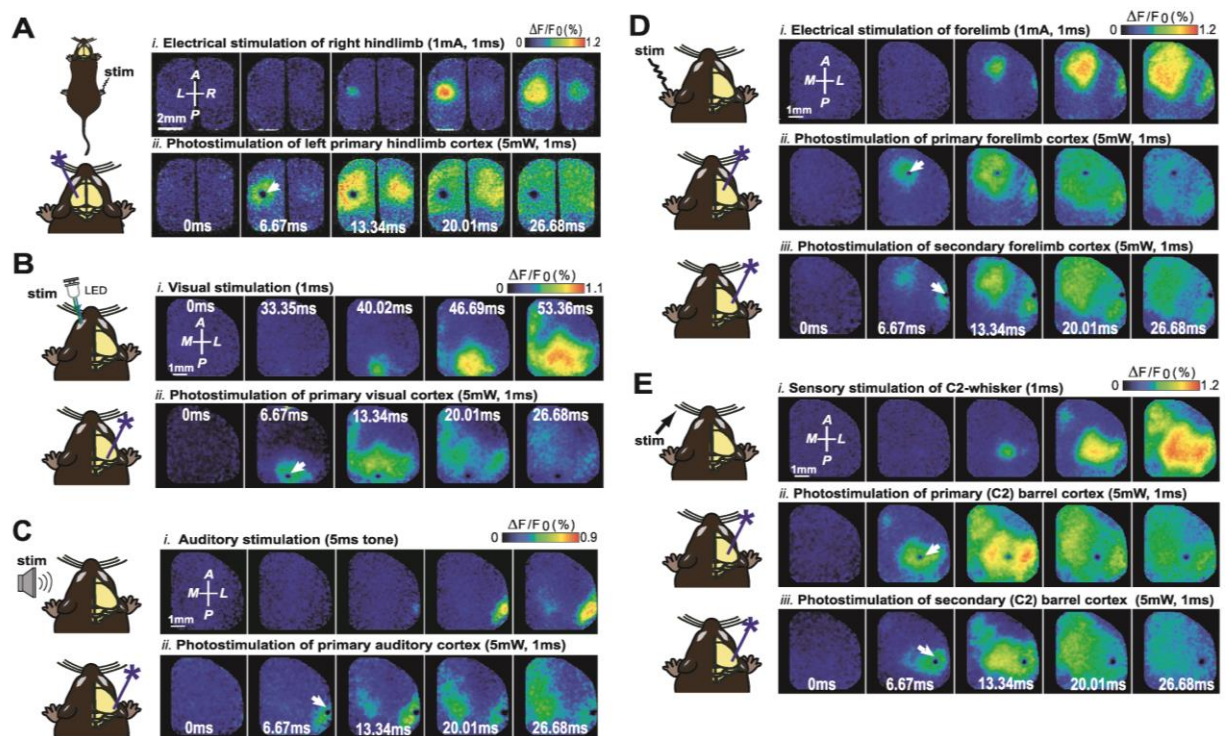 A
stim
i. Electrical stimulation of right hindlimb (1mA, 1ms)
ΔF/F0 (%)
0 1.2
A
L R
P
2mm
ii. Photostimulation of left primary hindlimb cortex (5mW, 1ms)
0ms 6.67ms 13.34ms 20.01ms 26.68ms
B
stim
LED
i. Visual stimulation (1ms)
ΔF/F0 (%)
0 1.1
0ms 33.35ms 40.02ms 46.69ms 53.36ms
A
M L
P
1mm
ii. Photostimulation of primary visual cortex (5mW, 1ms)
0ms 6.67ms 13.34ms 20.01ms 26.68ms
C
stim
i. Auditory stimulation (5ms tone)
ΔF/F0 (%)
0 0.9
A
M L
P
1mm
ii. Photostimulation of primary auditory cortex (5mW, 1ms)
0ms 6.67ms 13.34ms 20.01ms 26.68ms
D
stim
i. Electrical stimulation of forelimb (1mA, 1ms)
ΔF/F0 (%)
0 1.2
A
M L
P
1mm
ii. Photostimulation of primary forelimb cortex (5mW, 1ms)
iii. Photostimulation of secondary forelimb cortex (5mW, 1ms)
0ms 6.67ms 13.34ms 20.01ms 26.68ms
E
stim
i. Sensory stimulation of C2-whisker (1ms)
ΔF/F0 (%)
0 1.2
A
M L
P
1mm
ii. Photostimulation of primary (C2) barrel cortex (5mW, 1ms)
iii. Photostimulation of secondary (C2) barrel cortex (5mW, 1ms)
0ms 6.67ms 13.34ms 20.01ms 26.68ms